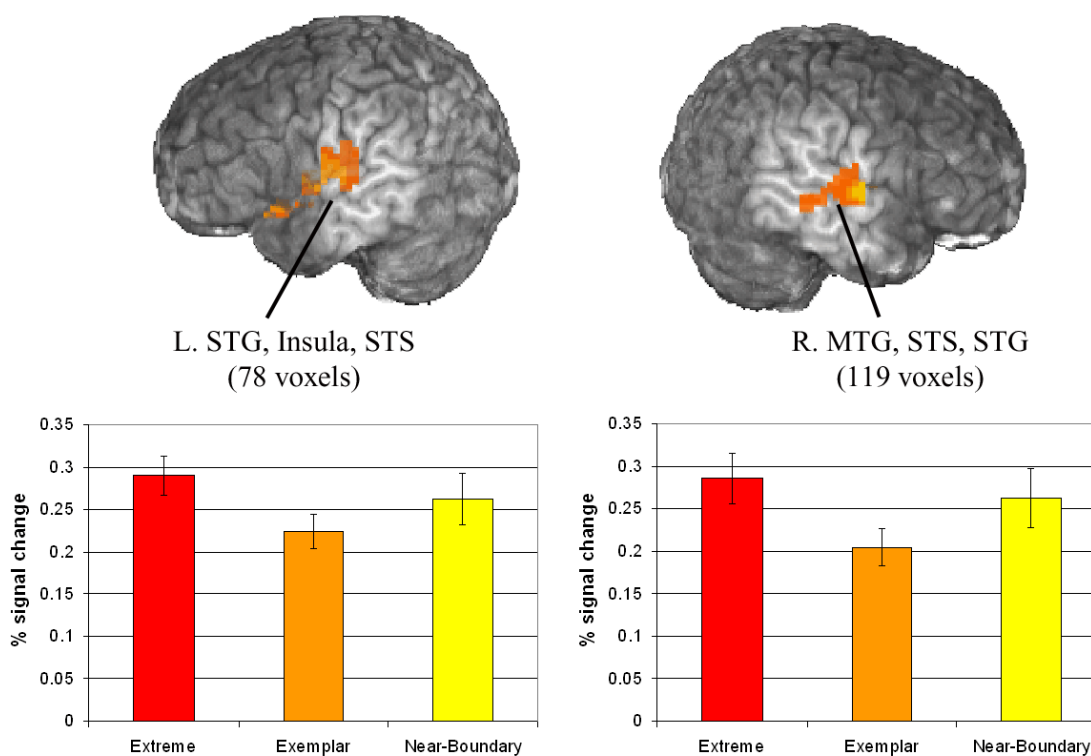 L. STG, Insula, STS
(78 voxels)
R. MTG, STS, STG
(119 voxels)
% signal change
0.35
0.3
0.25
0.2
0.15
0.1
0.05
0
Extreme
Exemplar
Near-Boundary
% signal change
0.35
0.3
0.25
0.2
0.15
0.1
0.05
0
Extreme
Exemplar
Near-Boundary